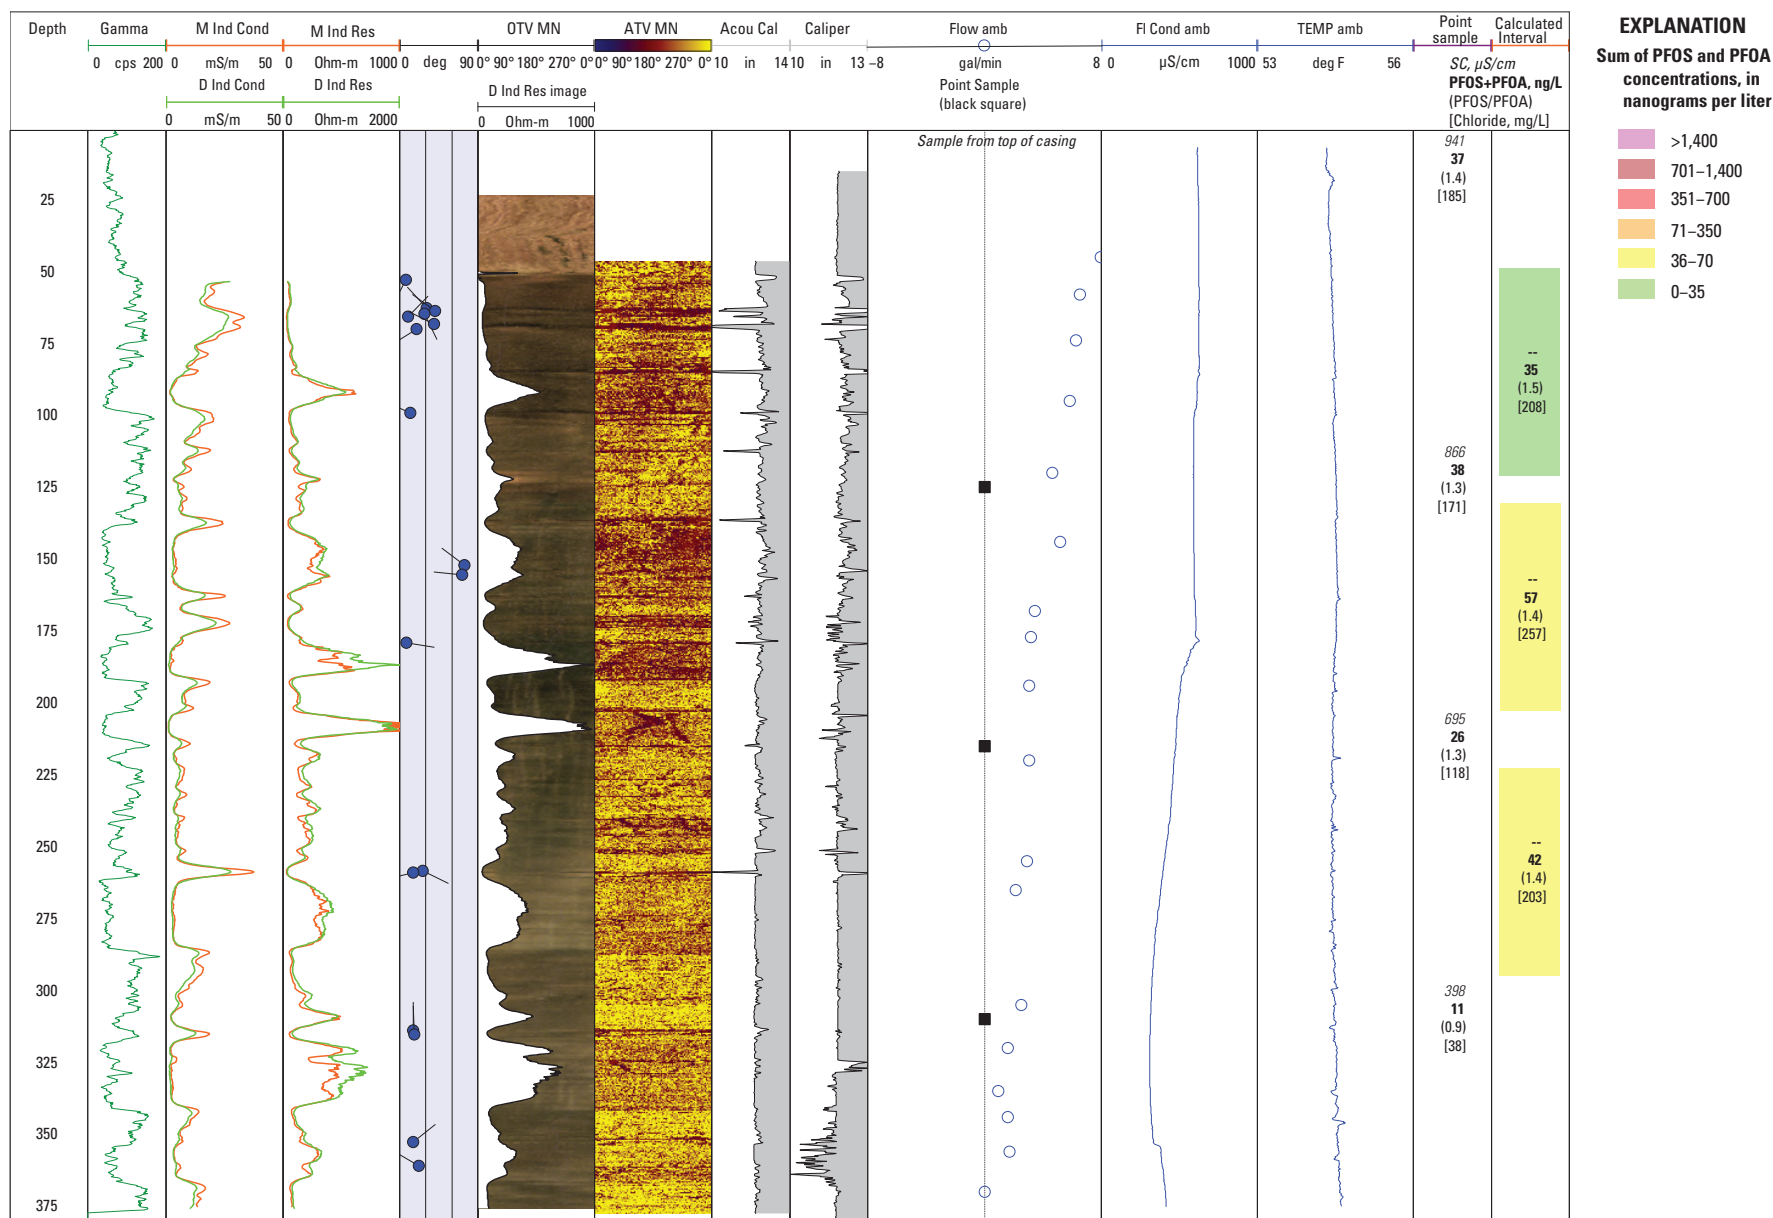 Depth
Gamma
0 cps 200
M Ind Cond
0 mS/m 50
D Ind Cond
0 mS/m 50
M Ind Res
0 Ohm-m 1000
D Ind Res
0 Ohm-m 2000
0 deg 90
OTV MN
0° 90° 180° 270° 0°
D Ind Res image
0 Ohm-m 1000
ATV MN
0° 90° 180° 270° 0°
Acou Cal
10 in 14
Caliper
10 in 13
Flow amb
–8 gal/min 8
Point Sample
(black square)
Fl Cond amb
0 µS/cm 1000
TEMP amb
53 deg F 56
Point
sample
SC, µS/cm
PFOS+PFOA, ng/L
(PFOS/PFOA)
[Chloride, mg/L]
Calculated
Interval
Sample from top of casing
25
50
75
100
125
150
175
200
225
250
275
300
325
350
375
941
37
(1.4)
[185]
866
38
(1.3)
[171]
695
26
(1.3)
[118]
398
11
(0.9)
[38]
--
35
(1.5)
[208]
--
57
(1.4)
[257]
--
42
(1.4)
[203]
EXPLANATION
Sum of PFOS and PFOA
concentrations, in
nanograms per liter
>1,400
701–1,400
351–700
71–350
36–70
0–35